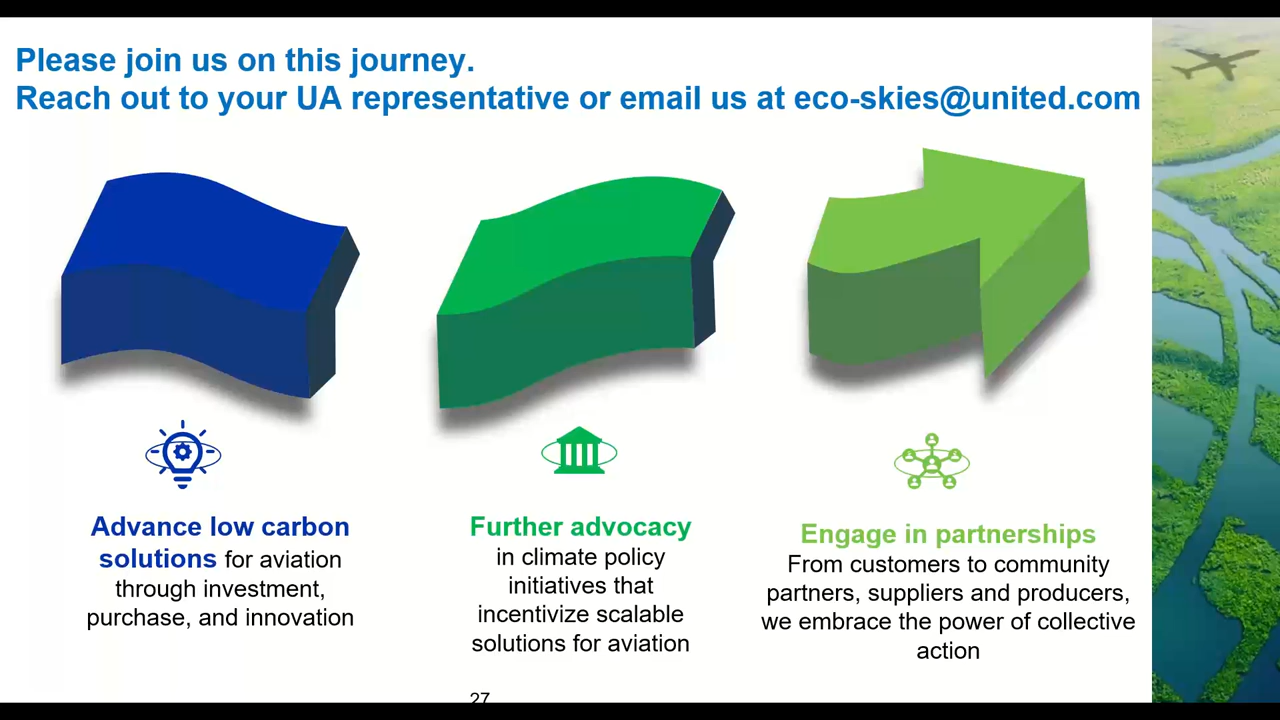 Please join us on this journey.
Reach out to your UA representative or email us at eco-skies@united.com
Advance low carbon
solutions for aviation
through investment,
purchase, and innovation
Further advocacy
in climate policy
initiatives that
incentivize scalable
solutions for aviation
Engage in partnerships
From customers to community
partners, suppliers and producers,
we embrace the power of collective
action
27